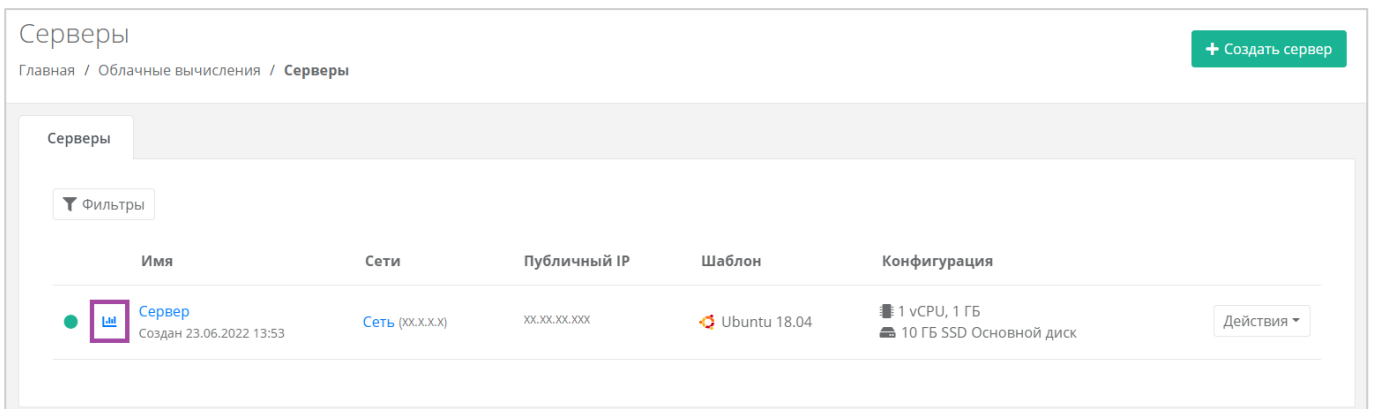 Серверы
+ Создать сервер
Главная / Облачные вычисления / Серверы
Серверы
Фильтры
Имя Сети Публичный IP Шаблон Конфигурация
Сервер Сеть (XX.X.X.X) XX.XX.XX.XXX Ubuntu 18.04 1 vCPU, 1 ГБ Действия
Создан 23.06.2022 13:53 10 ГБ SSD Основной диск